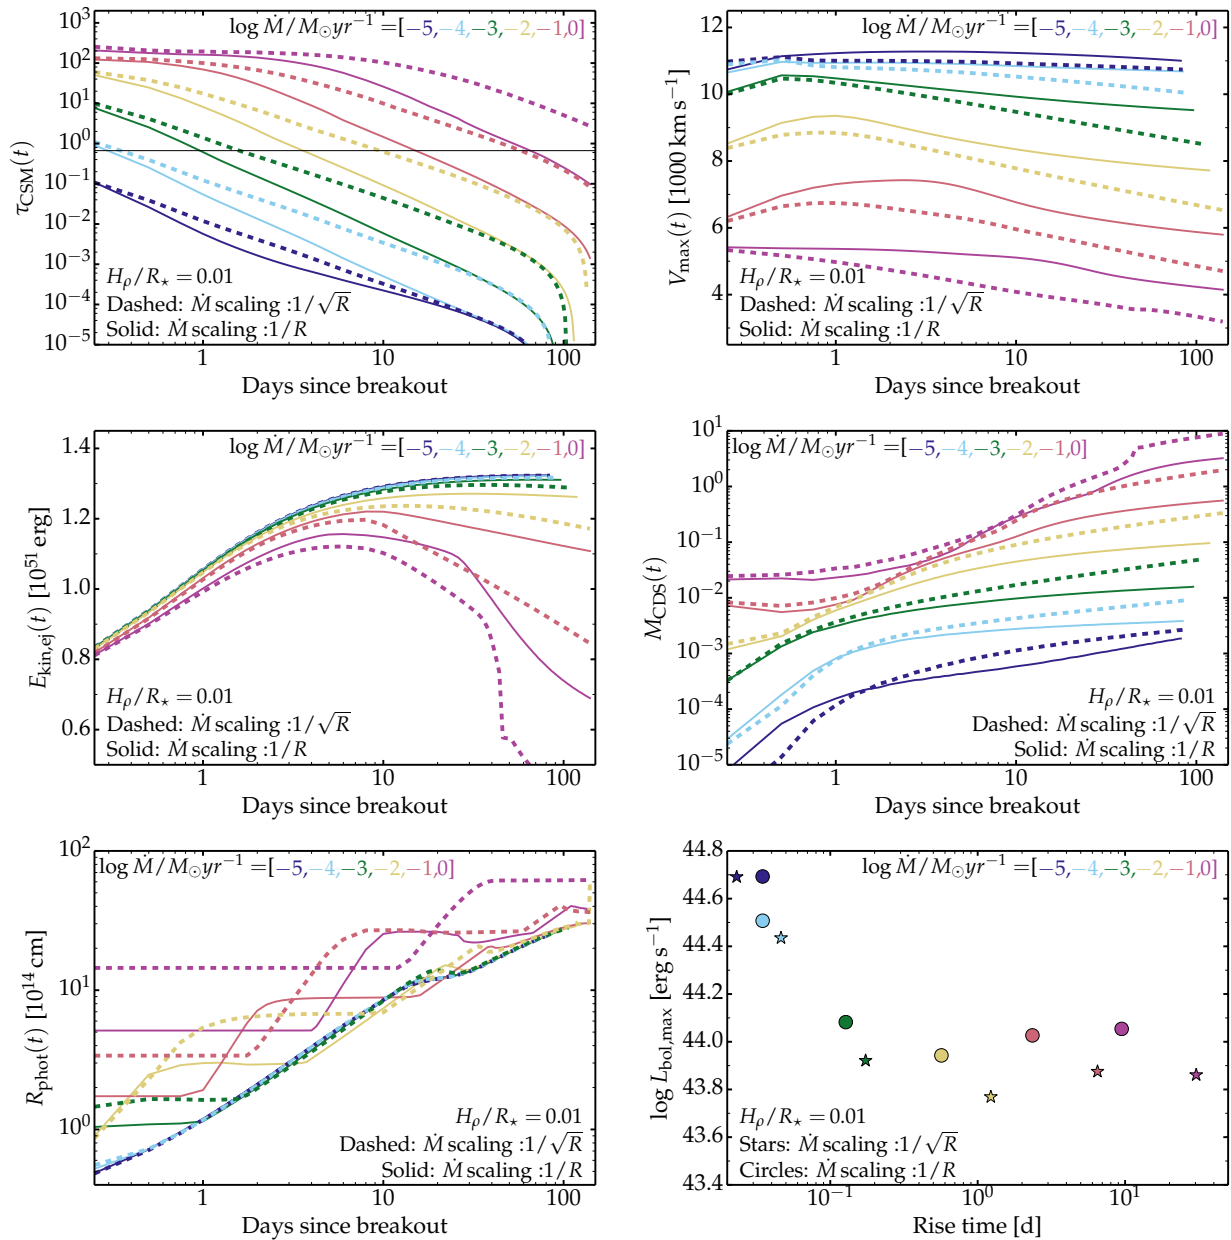 log Ṁ/M⊙yr⁻¹ =[−5,−4,−3,−2,−1,0]
10³
10²
10¹
10⁰
10⁻¹
10⁻²
10⁻³
10⁻⁴
10⁻⁵
τCSM(t)
H_ρ/R⋆ = 0.01
Dashed: Ṁ scaling :1/√R
Solid: Ṁ scaling :1/R
1 10 100
Days since breakout
log Ṁ/M⊙yr⁻¹ =[−5,−4,−3,−2,−1,0]
12
10
8
6
4
Vmax(t) [1000 km s⁻¹]
H_ρ/R⋆ = 0.01
Dashed: Ṁ scaling :1/√R
Solid: Ṁ scaling :1/R
1 10 100
Days since breakout
log Ṁ/M⊙yr⁻¹ =[−5,−4,−3,−2,−1,0]
1.4
1.2
1.0
0.8
0.6
Ekin,ej(t) [10⁵¹ erg]
H_ρ/R⋆ = 0.01
Dashed: Ṁ scaling :1/√R
Solid: Ṁ scaling :1/R
1 10 100
Days since breakout
log Ṁ/M⊙yr⁻¹ =[−5,−4,−3,−2,−1,0]
10¹
10⁰
10⁻¹
10⁻²
10⁻³
10⁻⁴
10⁻⁵
MCDS(t)
H_ρ/R⋆ = 0.01
Dashed: Ṁ scaling :1/√R
Solid: Ṁ scaling :1/R
1 10 100
Days since breakout
log Ṁ/M⊙yr⁻¹ =[−5,−4,−3,−2,−1,0]
10²
10¹
10⁰
Rphot(t) [10¹⁴ cm]
H_ρ/R⋆ = 0.01
Dashed: Ṁ scaling :1/√R
Solid: Ṁ scaling :1/R
1 10 100
Days since breakout
log Ṁ/M⊙yr⁻¹ =[−5,−4,−3,−2,−1,0]
44.8
44.4
44.2
44.0
43.8
43.6
43.4
log Lbol,max [erg s⁻¹]
H_ρ/R⋆ = 0.01
Stars: Ṁ scaling :1/√R
Circles: Ṁ scaling :1/R
10⁻¹ 10⁰ 10¹
Rise time [d]